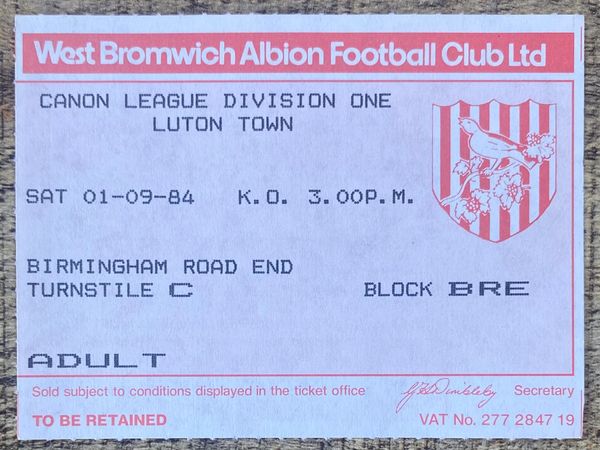 West Bromwich Albion Football Club Ltd
CANON LEAGUE DIVISION ONE
LUTON TOWN
SAT 01-09-84 K.O. 3.00P.M.
BIRMINGHAM ROAD END
TURNSTILE C BLOCK BRE
ADULT
Sold subject to conditions displayed in the ticket office Secretary
TO BE RETAINED VAT No. 277 2847 19